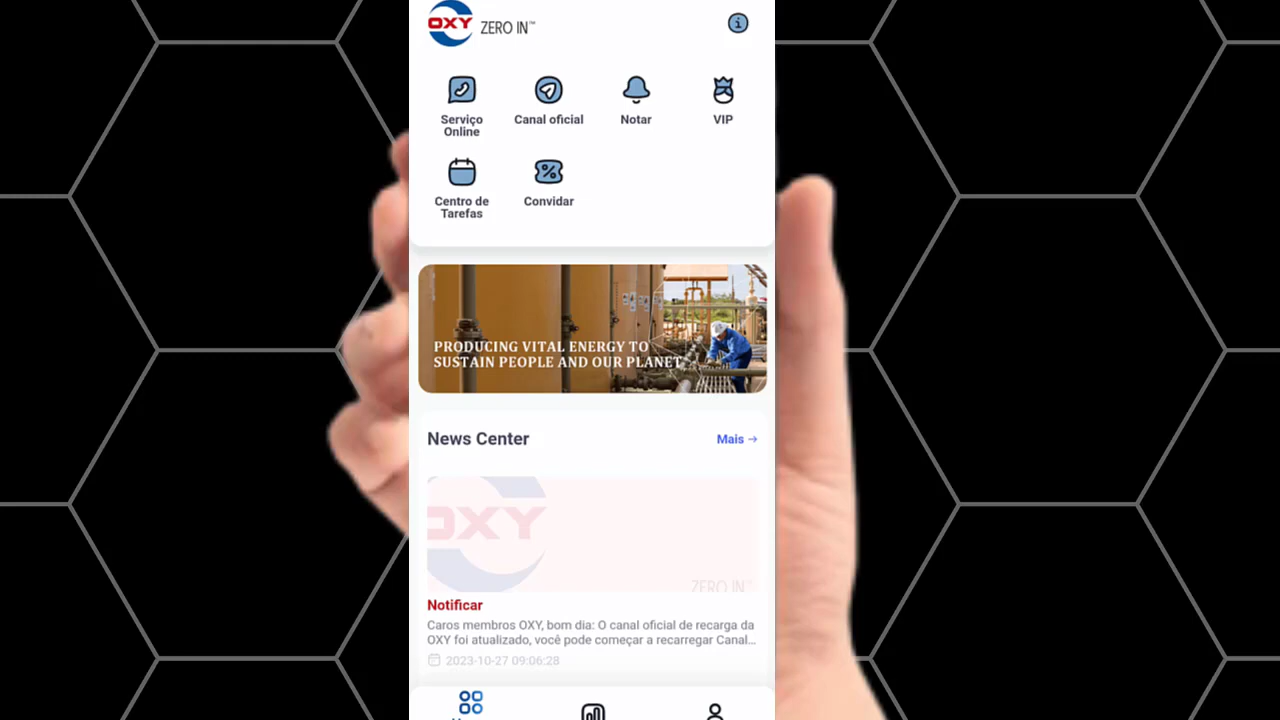 OXY
ZERO IN™
Serviço
Online
Canal oficial
Notar
VIP
Centro de
Tarefas
Convidar
PRODUCING VITAL ENERGY TO
SUSTAIN PEOPLE AND OUR PLANET
News Center
Mais →
OXY
ZERO IN™
Notificar
Caros membros OXY, bom dia: O canal oficial de recarga da
OXY foi atualizado, você pode começar a recarregar Canal...
2023-10-27 09:06:28